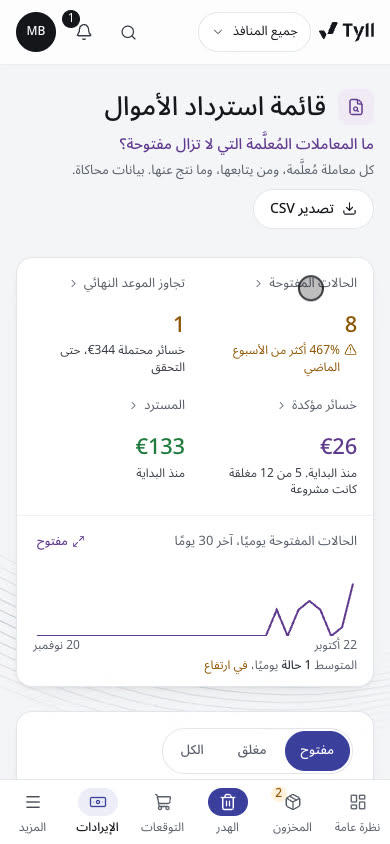 Tyll
جميع المنافذ
1
MB
قائمة استرداد الأموال
ما المعاملات المُعلَّمة التي لا تزال مفتوحة؟
كل معاملة مُعلَّمة، ومن يتابعها، وما نتج عنها. بيانات محاكاة.
تصدير CSV
الحالات المفتوحة
8
467% أكثر من الأسبوع
الماضي
تجاوز الموعد النهائي
1
خسائر محتملة €344، حتى
التحقق
خسائر مؤكدة
€26
منذ البداية. 5 من 12 مغلقة
كانت مشروعة
المسترد
€133
منذ البداية
الحالات المفتوحة يوميًا، آخر 30 يومًا
مفتوح
22 أكتوبر
20 نوفمبر
المتوسط 1 حالة يوميًا، في ارتفاع
مفتوح
مغلق
الكل
نظرة عامة
2
المخزون
الهدر
التوقعات
الإيرادات
المزيد